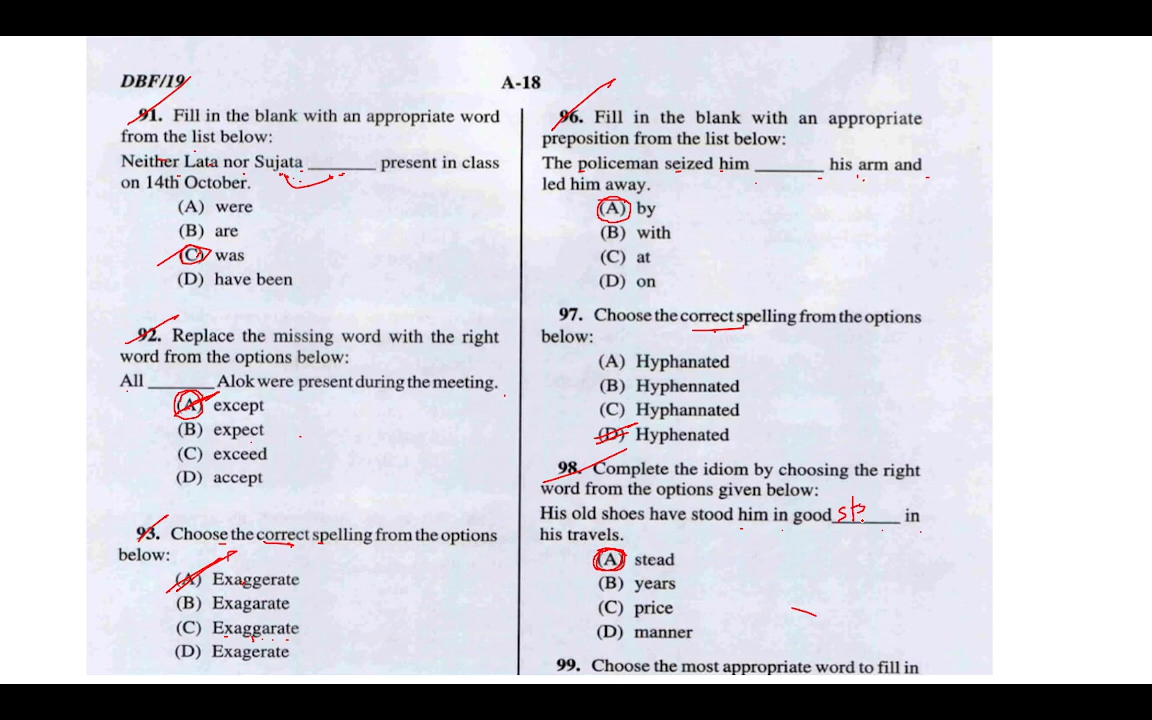 DBF/19
A-18
91. Fill in the blank with an appropriate word
from the list below:
Neither Lata nor Sujata ________ present in class
on 14th October.
(A) were
(B) are
(C) was
(D) have been
92. Replace the missing word with the right
word from the options below:
All ________ Alok were present during the meeting.
(A) except
(B) expect
(C) exceed
(D) accept
93. Choose the correct spelling from the options
below:
(A) Exaggerate
(B) Exagarate
(C) Exaggarate
(D) Exagerate
96. Fill in the blank with an appropriate
preposition from the list below:
The policeman seized him ________ his arm and
led him away.
(A) by
(B) with
(C) at
(D) on
97. Choose the correct spelling from the options
below:
(A) Hyphanated
(B) Hyphennated
(C) Hyphannated
(D) Hyphenated
98. Complete the idiom by choosing the right
word from the options given below:
His old shoes have stood him in good ________ in
his travels.
(A) stead
(B) years
(C) price
(D) manner
99. Choose the most appropriate word to fill in